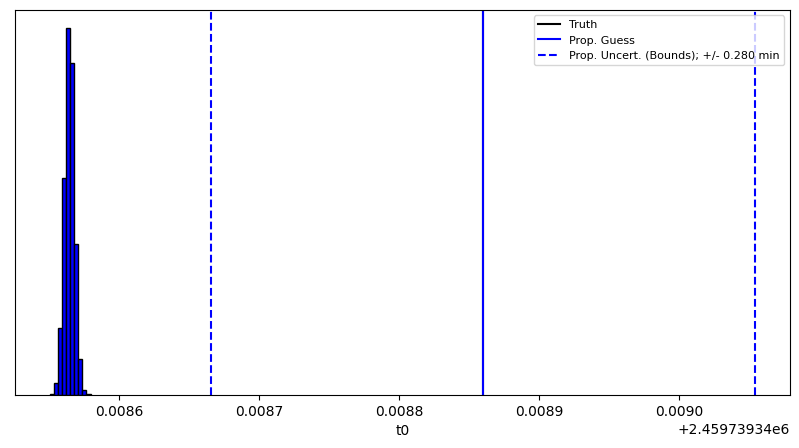 Truth
Prop. Guess
Prop. Uncert. (Bounds); +/- 0.280 min
0.0086 0.0087 0.0088 0.0089 0.0090
t0
+2.45973934e6